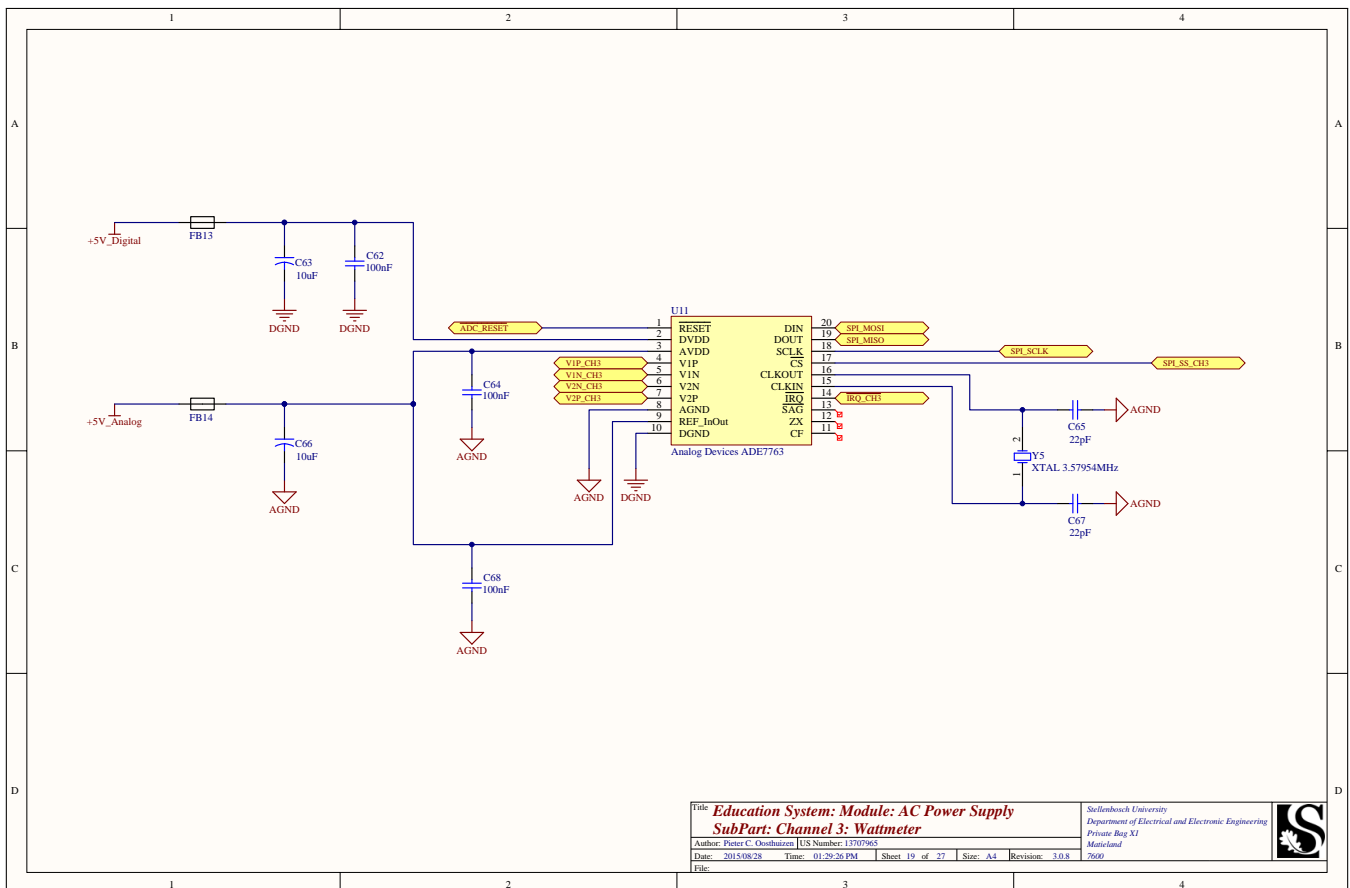 1 2 3 4
A A
+5V_Digital
FB13
C63
10uF
DGND
C62
100nF
DGND
B B
+5V_Analog
FB14
C66
10uF
AGND
C64
100nF
AGND
C68
100nF
AGND
AGND
DGND
U11
ADC_RESET 1 RESET DIN 20 SPI_MOSI
2 DVDD DOUT 19 SPI_MISO
3 AVDD SCLK 18 SPI_SCLK
V1P_CH3 4 V1P CS 17 SPI_SS_CH3
V1N_CH3 5 V1N CLKOUT 16
V2N_CH3 6 V2N CLKIN 15
V2P_CH3 7 V2P IRQ 14 IRQ_CH3
8 AGND SAG 13
9 REF_InOut ZX 12
10 DGND CF 11
Analog Devices ADE7763
C65
22pF
AGND
2
Y5
XTAL 3.57954MHz
1
C67
22pF
AGND
C C
D D
Title Education System: Module: AC Power Supply
SubPart: Channel 3: Wattmeter
Author: Pieter C. Oosthuizen US Number: 13707965
Date: 2015/08/28 Time: 01:29:26 PM Sheet 19 of 27 Size: A4 Revision: 3.0.8
File:
Stellenbosch University
Department of Electrical and Electronic Engineering
Private Bag X1
Matieland
7600
S
1 2 3 4